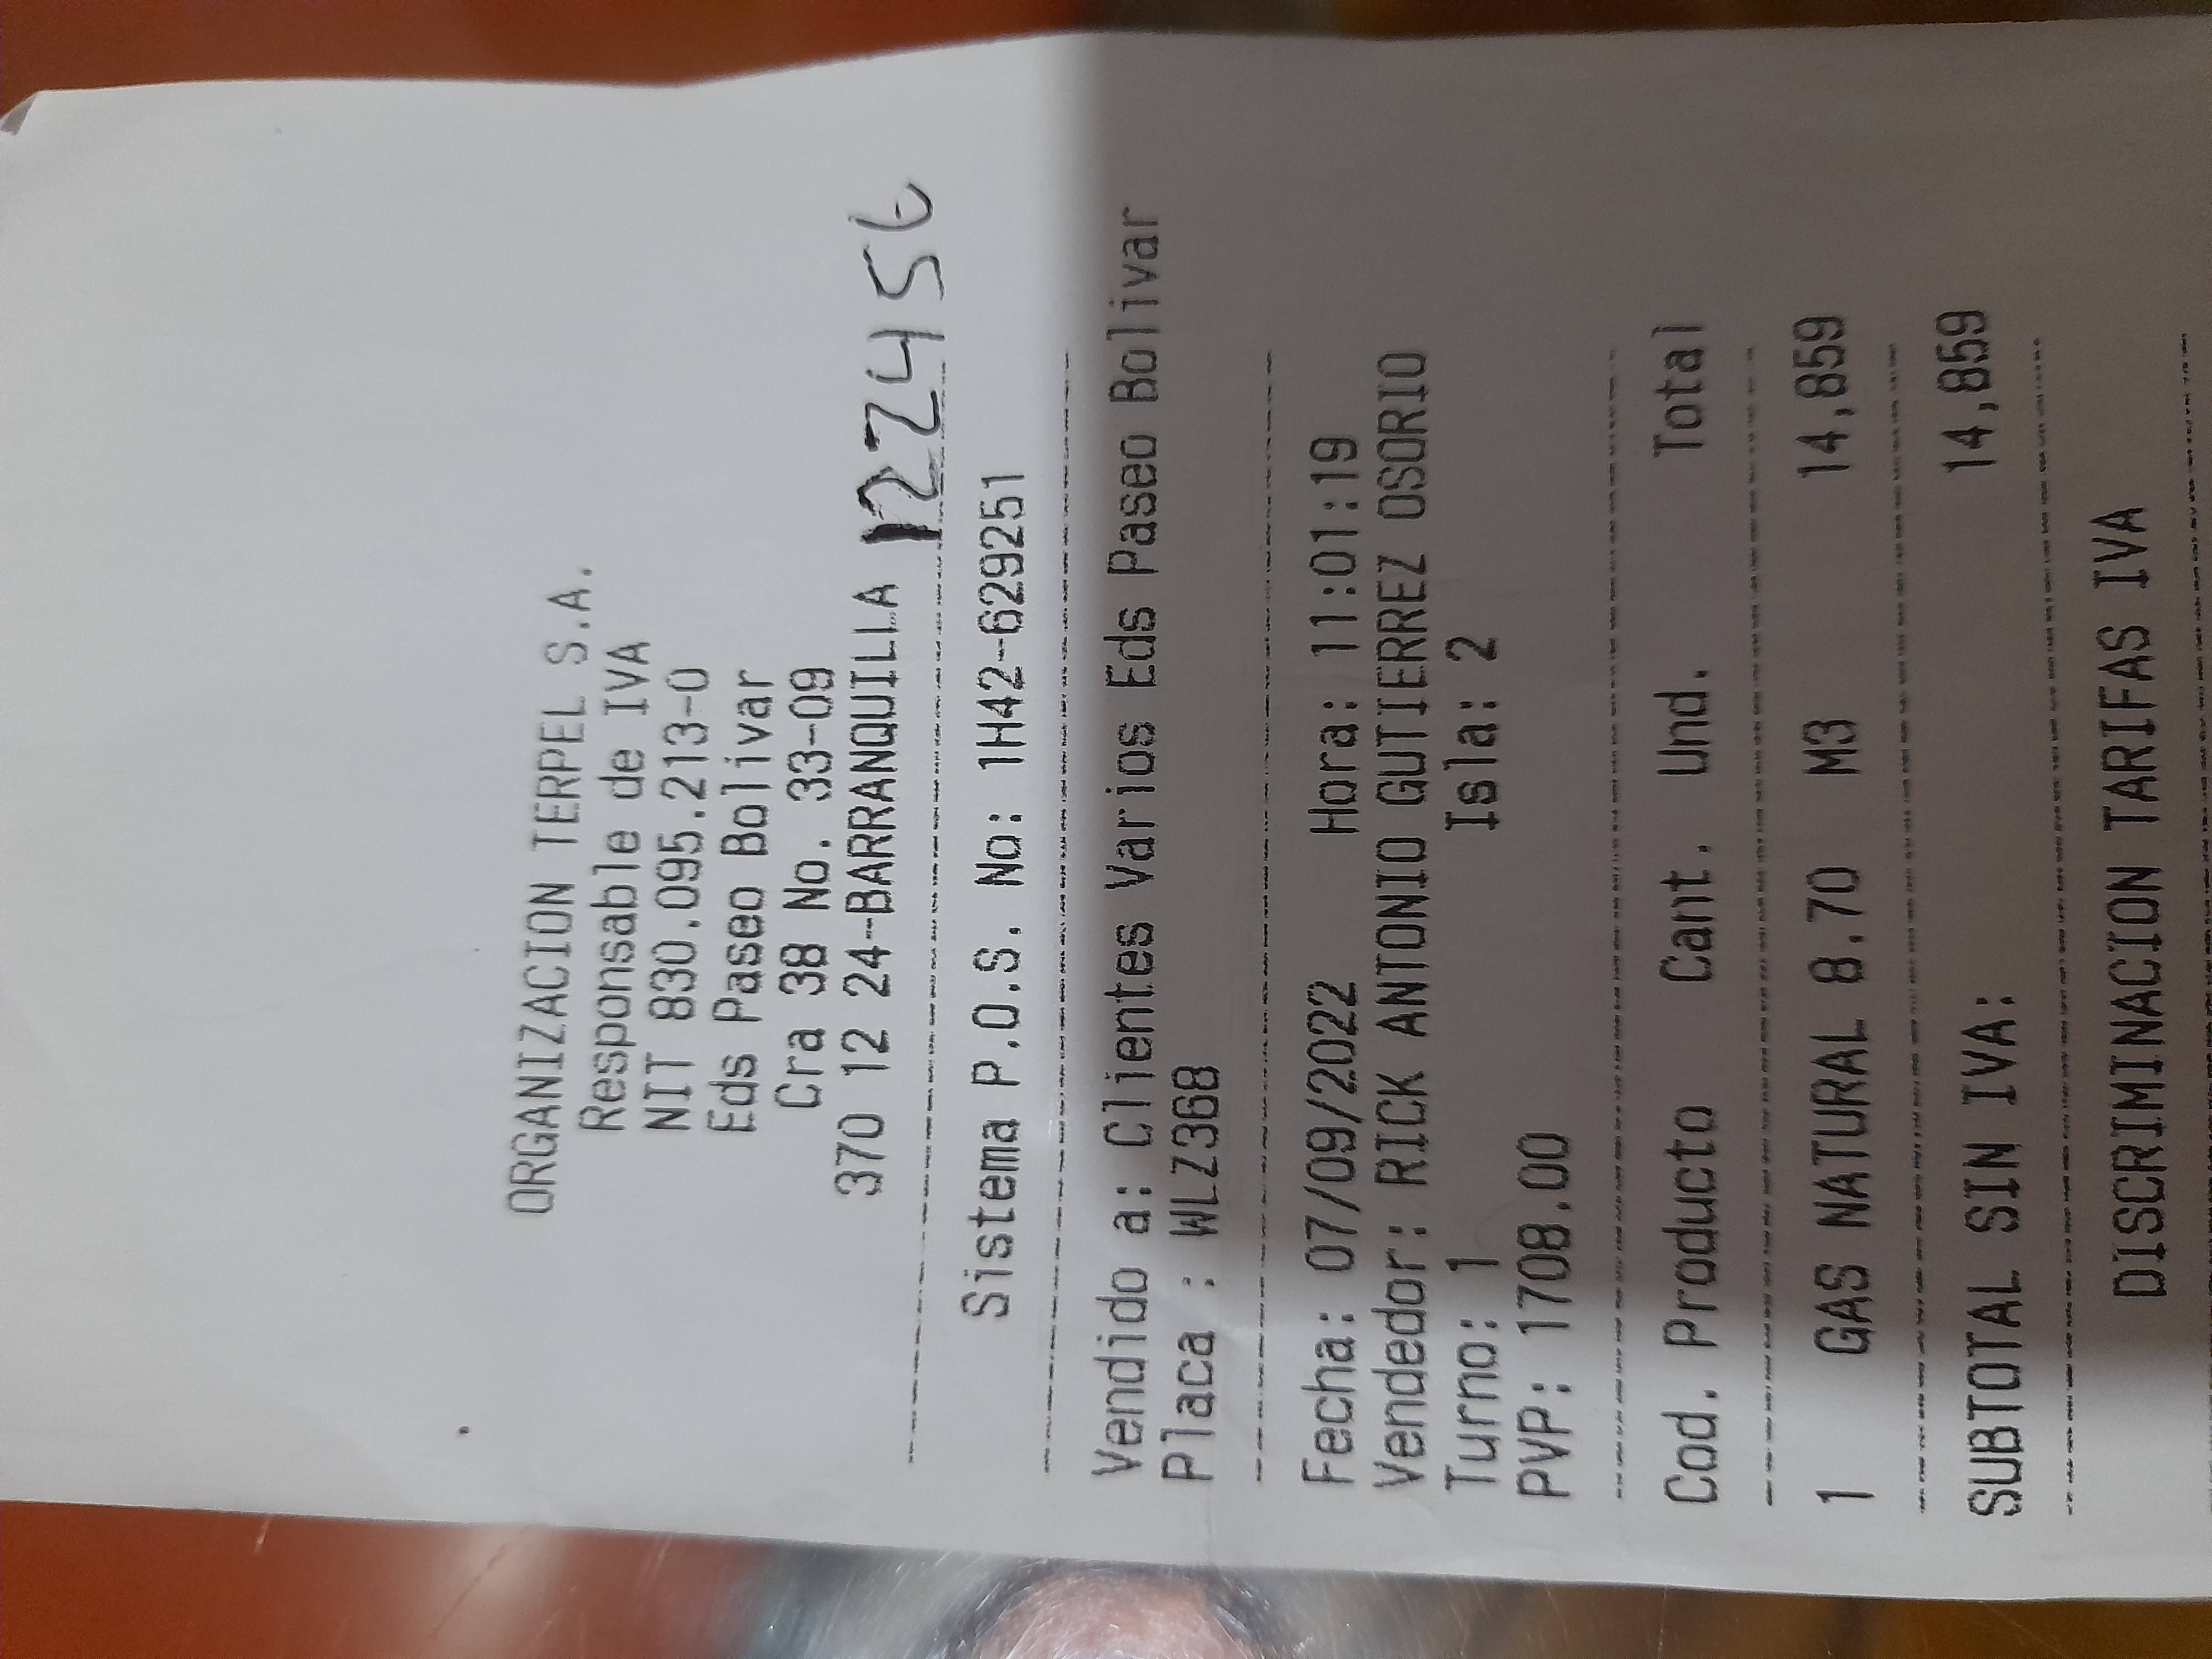 ORGANIZACION TERPEL S.A.
Responsable de IVA
NIT 830.095.213-0
Eds Paseo Bolivar
Cra 38 No. 33-09
370 12 24-BARRANQUILLA 122456
Sistema P.O.S. No: 1H42-629251
Vendido a: Clientes Varios Eds Paseo Bolivar
Placa : WLZ368
Fecha: 07/09/2022 Hora: 11:01:19
Vendedor: RICK ANTONIO GUTIERREZ OSORIO
Turno: 1 Isla: 2
PVP: 1708.00
Cod. Producto Cant. Und. Total
1 GAS NATURAL 8.70 M3 14,859
SUBTOTAL SIN IVA: 14,859
DISCRIMINACION TARIFAS IVA